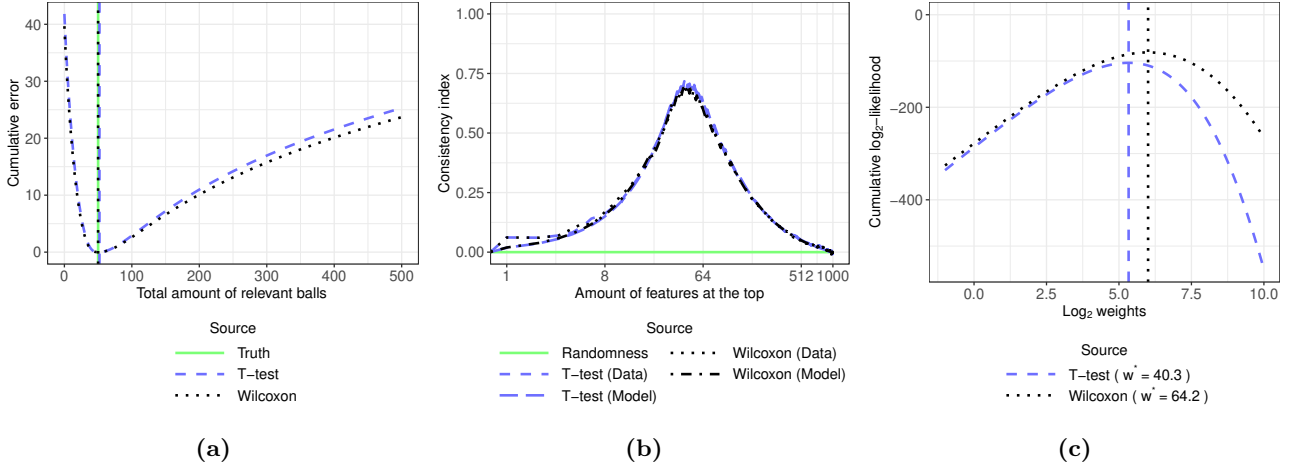 Cumulative error
40
30
20
10
0
0 100 200 300 400 500
Total amount of relevant balls
Source
Truth
T−test
Wilcoxon
(a)
Consistency index
1.00
0.75
0.50
0.25
0.00
1 8 64 512 1000
Amount of features at the top
Source
Randomness
T−test (Data)
T−test (Model)
Wilcoxon (Data)
Wilcoxon (Model)
(b)
Cumulative log2−likelihood
0
−200
−400
0.0 2.5 5.0 7.5 10.0
Log2 weights
Source
T−test ( w* = 40.3 )
Wilcoxon ( w* = 64.2 )
(c)